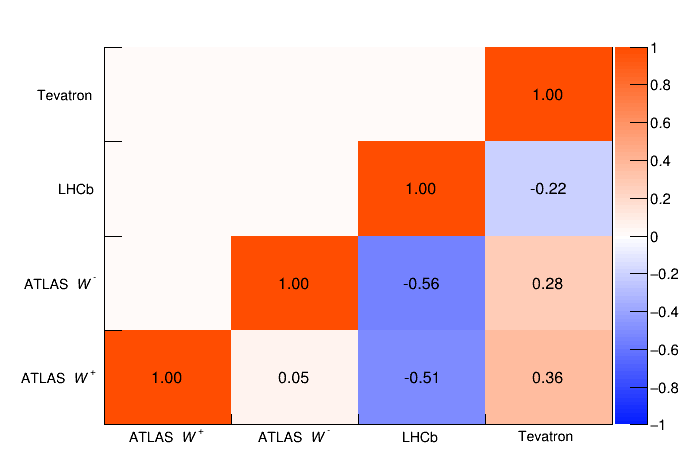 1
Tevatron 1.00 0.8
0.6
0.4
LHCb 1.00 -0.22 0.2
0
−0.2
ATLAS W⁻ 1.00 -0.56 0.28
−0.4
−0.6
ATLAS W⁺ 1.00 0.05 -0.51 0.36 −0.8
−1
ATLAS W⁺ ATLAS W⁻ LHCb Tevatron